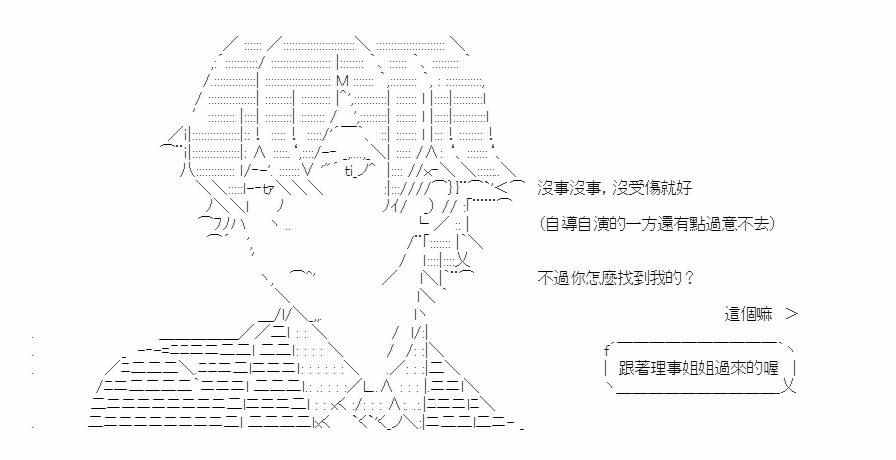 沒事沒事，沒受傷就好
(自導自演的一方還有點過意不去)
不過你怎麼找到我的？
這個嘛 ＞
跟著理事姐姐過來的喔